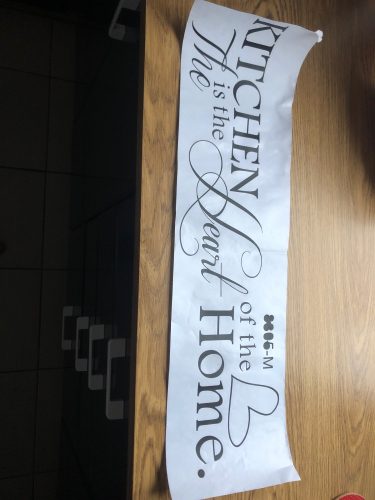 The KITCHEN
is the
Heart
of the
Home.